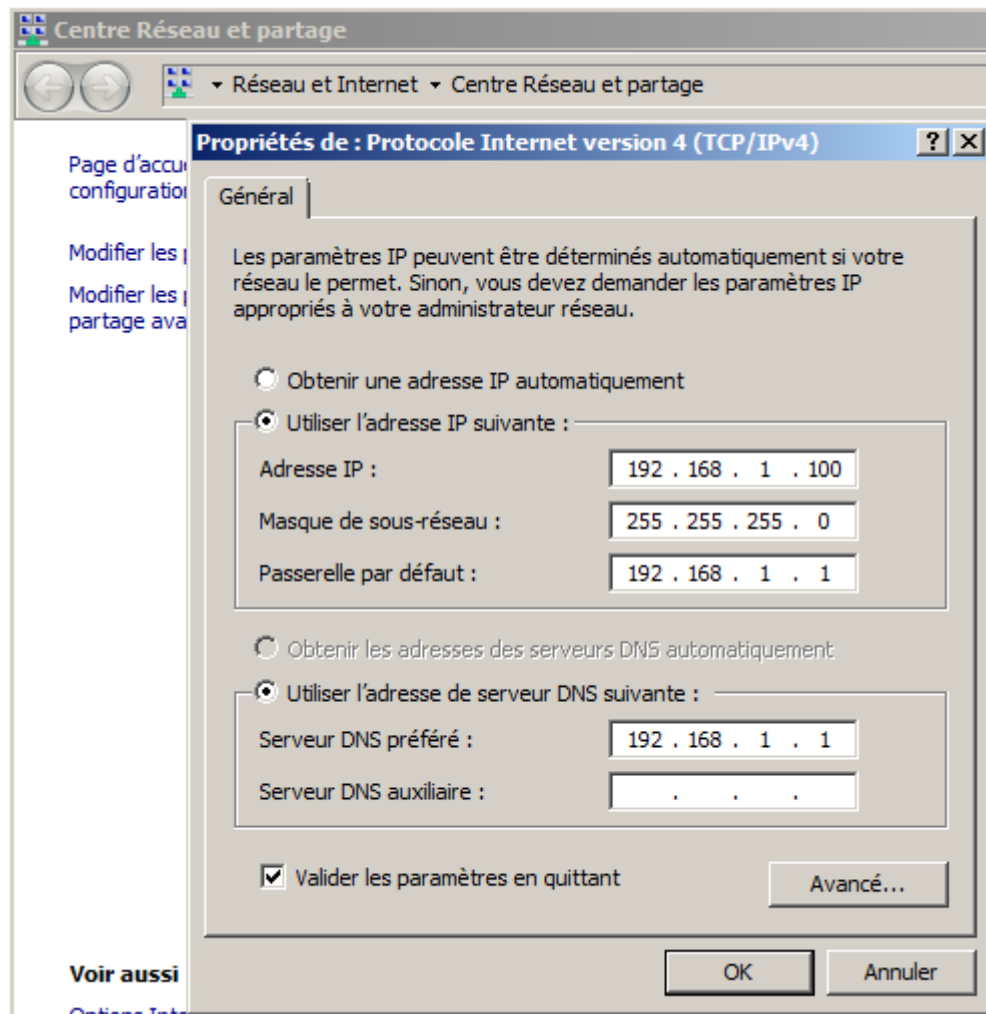 Centre Réseau et partage
Réseau et Internet Centre Réseau et partage
Page d'accu
configuration
Modifier les
Modifier les
partage ava
Propriétés de : Protocole Internet version 4 (TCP/IPv4)
Général
Les paramètres IP peuvent être déterminés automatiquement si votre
réseau le permet. Sinon, vous devez demander les paramètres IP
appropriés à votre administrateur réseau.
Obtenir une adresse IP automatiquement
Utiliser l'adresse IP suivante :
Adresse IP : 192 . 168 . 1 . 100
Masque de sous-réseau : 255 . 255 . 255 . 0
Passerelle par défaut : 192 . 168 . 1 . 1
Obtenir les adresses des serveurs DNS automatiquement
Utiliser l'adresse de serveur DNS suivante :
Serveur DNS préféré : 192 . 168 . 1 . 1
Serveur DNS auxiliaire : . . .
Valider les paramètres en quittant
Avancé...
OK Annuler
Voir aussi